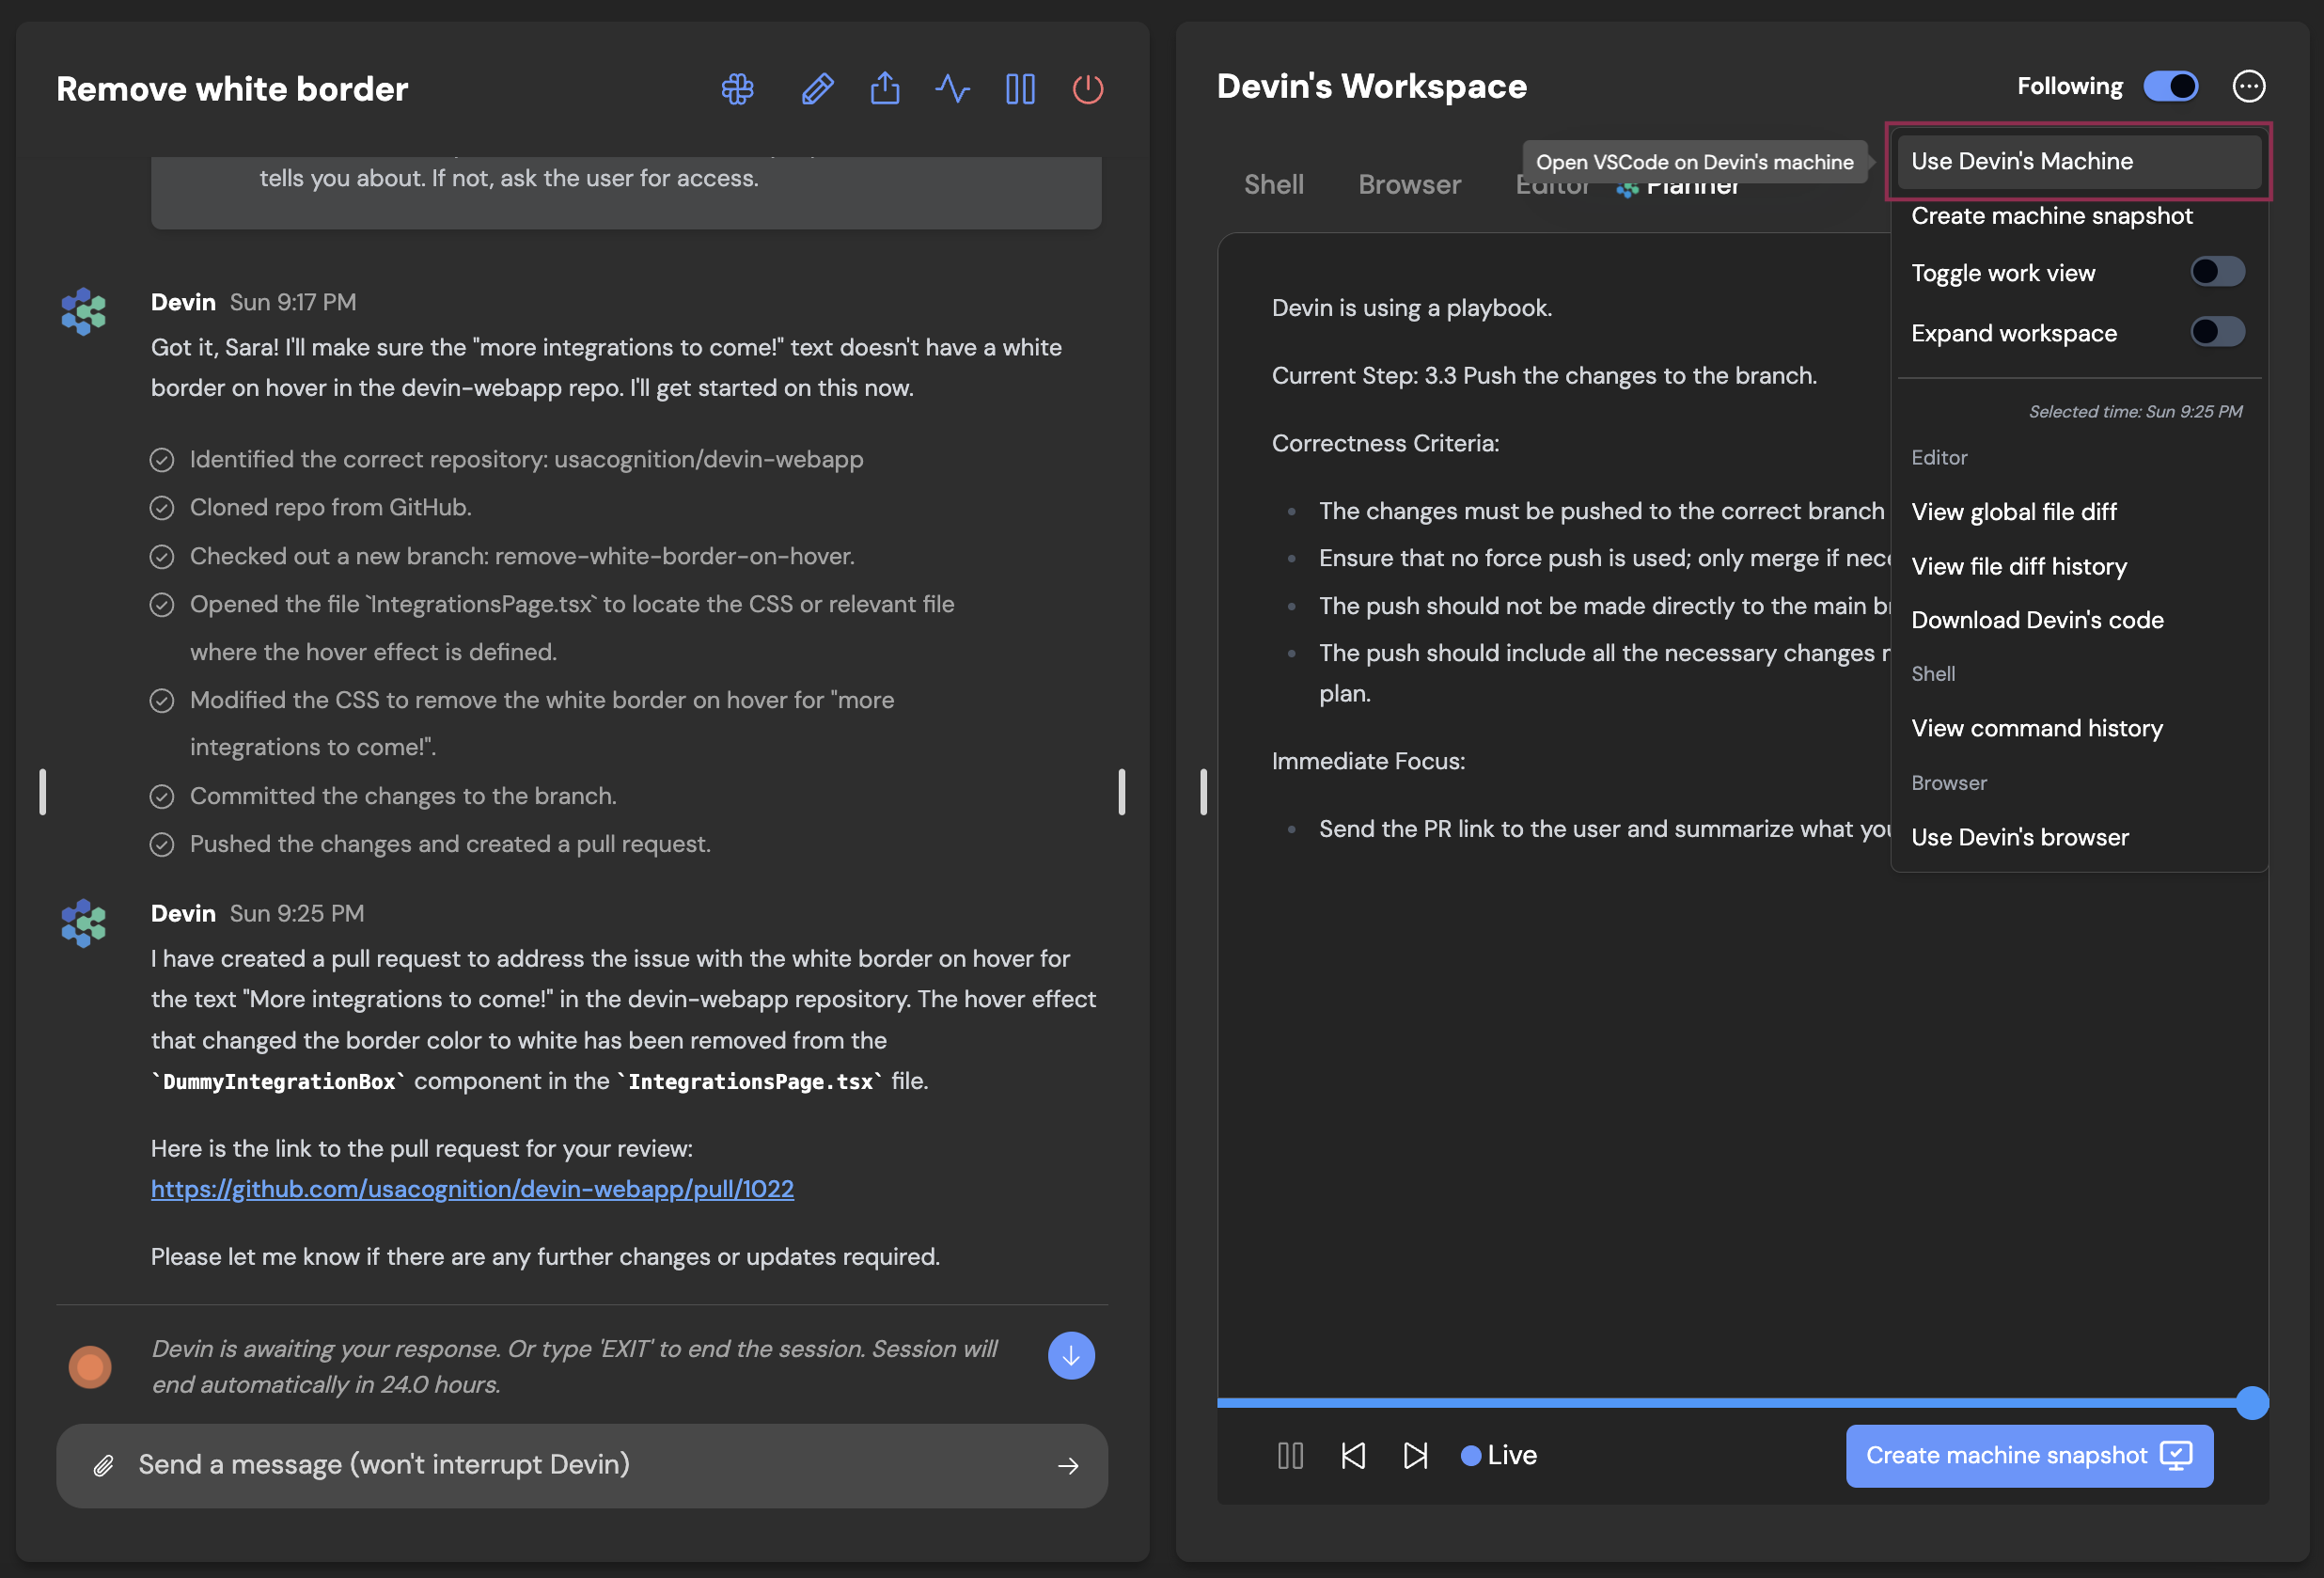 Remove white border
tells you about. If not, ask the user for access.
Devin Sun 9:17 PM
Got it, Sara! I'll make sure the "more integrations to come!" text doesn't have a white
border on hover in the devin-webapp repo. I'll get started on this now.
Identified the correct repository: usacognition/devin-webapp
Cloned repo from GitHub.
Checked out a new branch: remove-white-border-on-hover.
Opened the file `IntegrationsPage.tsx` to locate the CSS or relevant file
where the hover effect is defined.
Modified the CSS to remove the white border on hover for "more
integrations to come!".
Committed the changes to the branch.
Pushed the changes and created a pull request.
Devin Sun 9:25 PM
I have created a pull request to address the issue with the white border on hover for
the text "More integrations to come!" in the devin-webapp repository. The hover effect
that changed the border color to white has been removed from the
`DummyIntegrationBox` component in the `IntegrationsPage.tsx` file.
Here is the link to the pull request for your review:
https://github.com/usacognition/devin-webapp/pull/1022
Please let me know if there are any further changes or updates required.
Devin is awaiting your response. Or type 'EXIT' to end the session. Session will
end automatically in 24.0 hours.
Send a message (won't interrupt Devin)
Devin's Workspace
Following
Open VSCode on Devin's machine
Shell Browser Editor Planner
Devin is using a playbook.
Current Step: 3.3 Push the changes to the branch.
Correctness Criteria:
The changes must be pushed to the correct branch
Ensure that no force push is used; only merge if
The push should not be made directly to the main
The push should include all the necessary changes
plan.
Immediate Focus:
Send the PR link to the user and summarize what
Use Devin's Machine
Create machine snapshot
Toggle work view
Expand workspace
Selected time: Sun 9:25 PM
Editor
View global file diff
View file diff history
Download Devin's code
Shell
View command history
Browser
Use Devin's browser
Live
Create machine snapshot